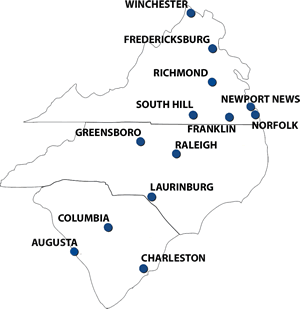 WINCHESTER
FREDERICKSBURG
RICHMOND
SOUTH HILL
NEWPORT NEWS
FRANKLIN
NORFOLK
GREENSBORO
RALEIGH
LAURINBURG
COLUMBIA
AUGUSTA
CHARLESTON